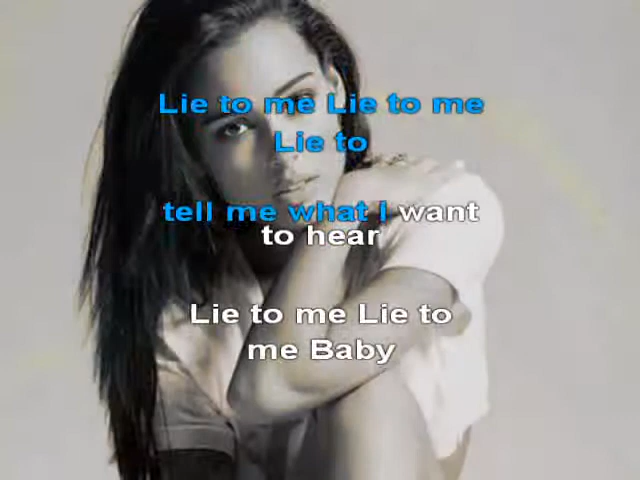 Lie to me Lie to me
Lie to
tell me what I want
to hear
Lie to me Lie to
me Baby